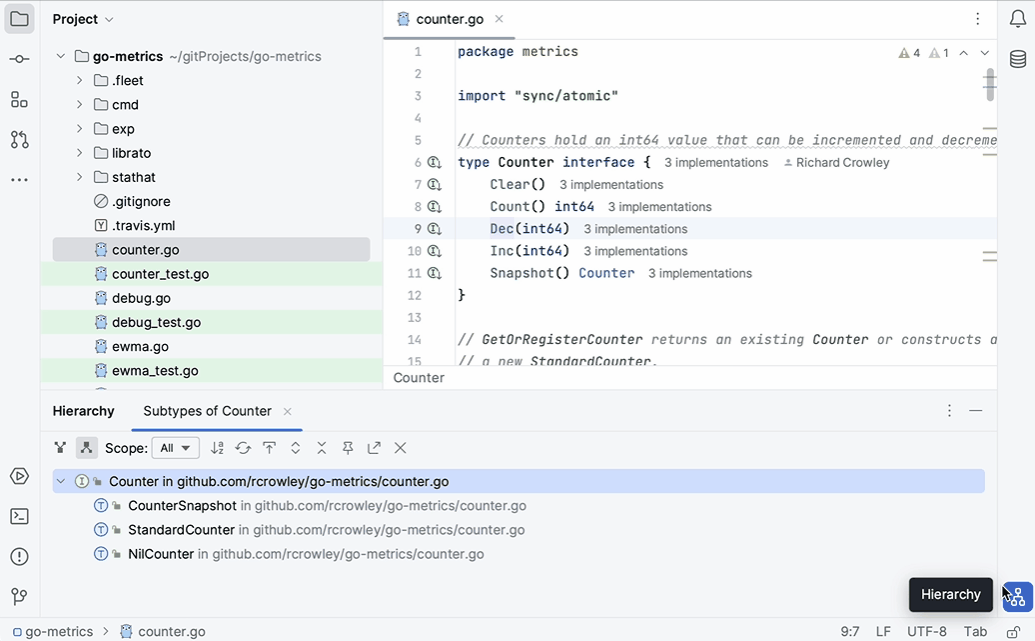 Project
go-metrics ~/gitProjects/go-metrics
.fleet
cmd
exp
librato
stathat
.gitignore
.travis.yml
counter.go
counter_test.go
debug.go
debug_test.go
ewma.go
ewma_test.go
counter.go
4 1
1 package metrics
2
3 import "sync/atomic"
4
5 // Counters hold an int64 value that can be incremented and decreme
6 type Counter interface { 3 implementations Richard Crowley
7 Clear() 3 implementations
8 Count() int64 3 implementations
9 Dec(int64) 3 implementations
10 Inc(int64) 3 implementations
11 Snapshot() Counter 3 implementations
12 }
13
14 // GetOrRegisterCounter returns an existing Counter or constructs a
15 // a new StandardCounter.
Counter
Hierarchy Subtypes of Counter
Scope: All
Counter in github.com/rcrowley/go-metrics/counter.go
CounterSnapshot in github.com/rcrowley/go-metrics/counter.go
StandardCounter in github.com/rcrowley/go-metrics/counter.go
NilCounter in github.com/rcrowley/go-metrics/counter.go
Hierarchy
go-metrics > counter.go 9:7 LF UTF-8 Tab